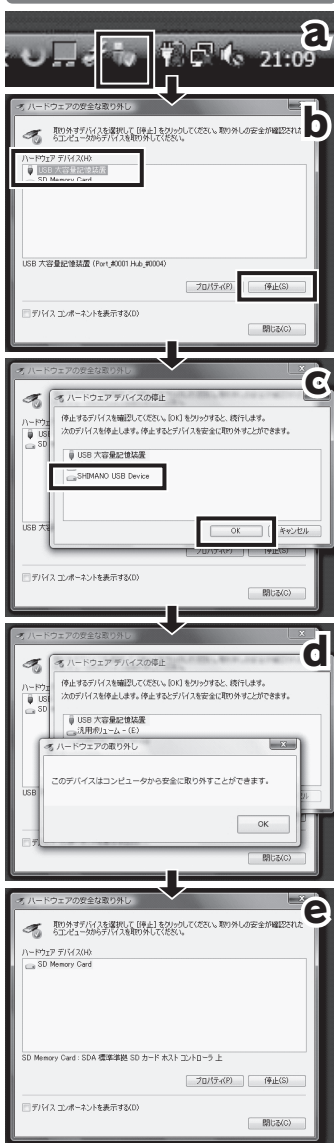 a
21:09
b
ハードウェアの安全な取り外し
取り外すデバイスを選択して [停止] をクリックしてください。取り外しの安全が確認された
らコンピュータからデバイスを取り外してください。
ハードウェア デバイス(H):
USB 大容量記憶装置
SD Memory Card
USB 大容量記憶装置 (Port_#0001.Hub_#0004)
プロパティ(P)
停止(S)
デバイス コンポーネントを表示する(D)
閉じる(C)
c
ハードウェアの安全な取り外し
ハードウェア デバイスの停止
停止するデバイスを確認してください。[OK] をクリックすると、続行します。
次のデバイスを停止します。停止するとデバイスを安全に取り外すことができます。
ハードウェ
USB
SD
USB 大容量記憶装置
SHIMANO USB Device
USB 大容
OK
キャンセル
プロパティ(P)
停止(S)
デバイス コンポーネントを表示する(D)
閉じる(C)
d
ハードウェアの安全な取り外し
ハードウェア デバイスの停止
停止するデバイスを確認してください。[OK] をクリックすると、続行します。
次のデバイスを停止します。停止するとデバイスを安全に取り外すことができます。
ハードウェ
USB
SD
USB 大容量記憶装置
汎用ボリューム - (E:)
ハードウェアの取り外し
このデバイスはコンピュータから安全に取り外すことができます。
USB
OK
閉じる(C)
e
ハードウェアの安全な取り外し
取り外すデバイスを選択して [停止] をクリックしてください。取り外しの安全が確認された
らコンピュータからデバイスを取り外してください。
ハードウェア デバイス(H):
SD Memory Card
SD Memory Card : SDA 標準準拠 SD カード ホスト コントローラ 上
プロパティ(P)
停止(S)
デバイス コンポーネントを表示する(D)
閉じる(C)